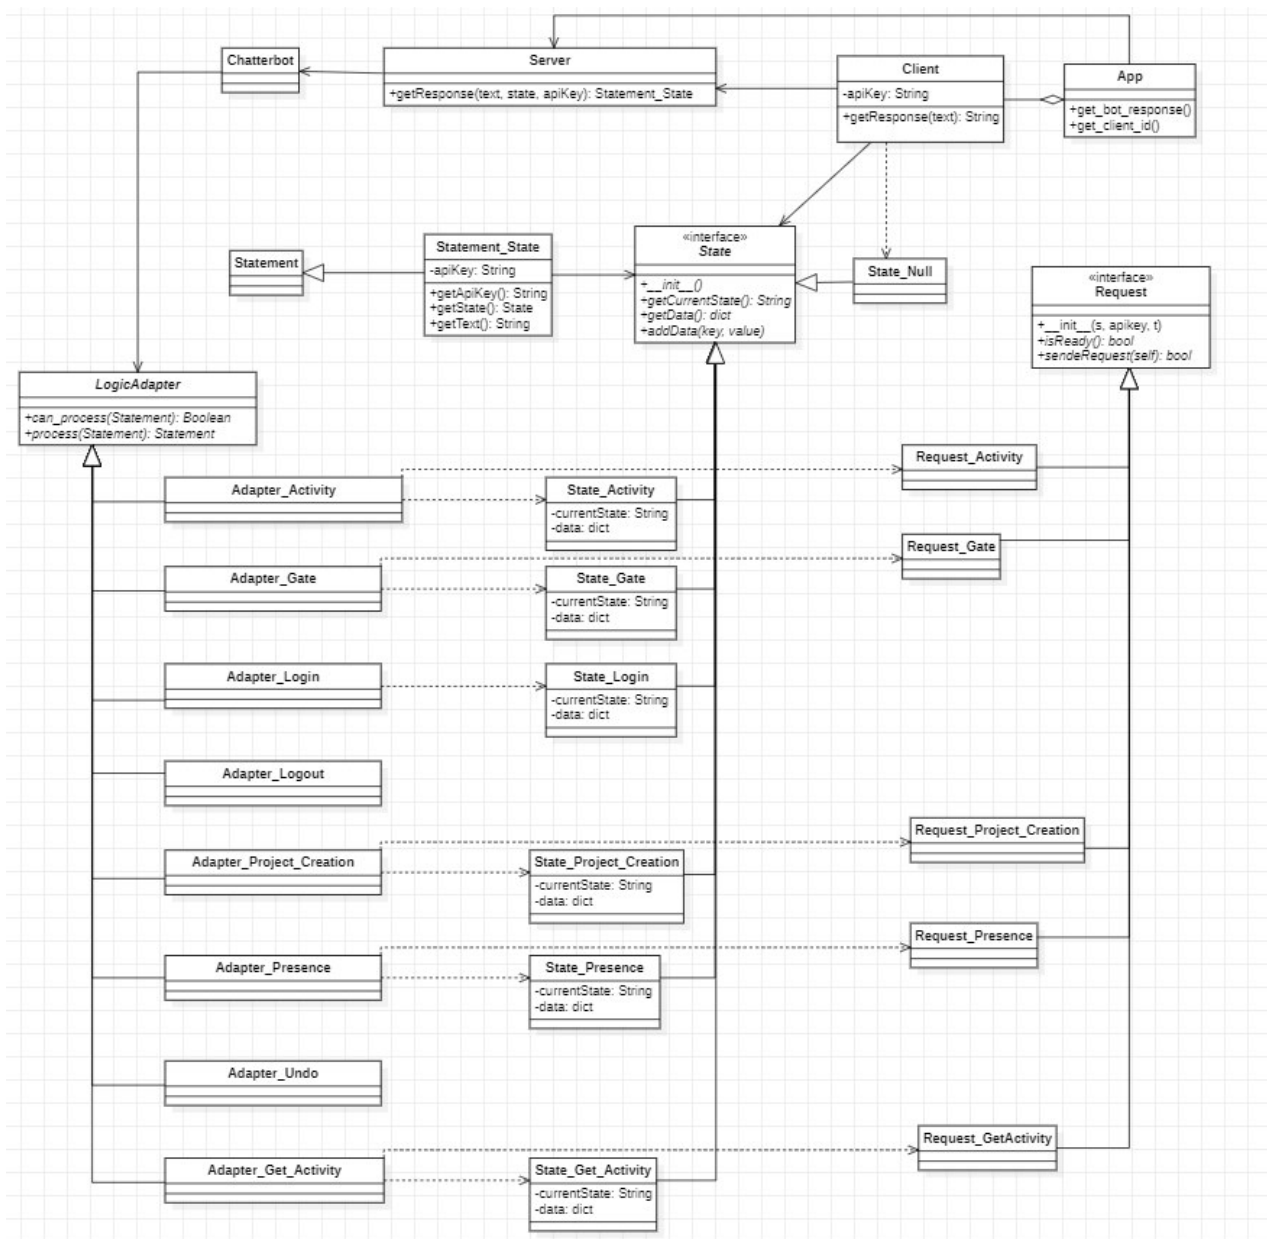 Chatterbot
Server
+getResponse(text, state, apiKey): Statement_State
Client
-apiKey: String
+getResponse(text): String
App
+get_bot_response()
+get_client_id()
Statement
Statement_State
-apiKey: String
+getApiKey(): String
+getState(): State
+getText(): String
«interface»
State
+__init__()
+getCurrentState(): String
+getData(): dict
+addData(key, value)
State_Null
«interface»
Request
+__init__(s, apikey, t)
+isReady(): bool
+sendeRequest(self): bool
LogicAdapter
+can_process(Statement): Boolean
+process(Statement): Statement
Adapter_Activity
State_Activity
-currentState: String
-data: dict
Request_Activity
Adapter_Gate
State_Gate
-currentState: String
-data: dict
Request_Gate
Adapter_Login
State_Login
-currentState: String
-data: dict
Adapter_Logout
Adapter_Project_Creation
State_Project_Creation
-currentState: String
-data: dict
Request_Project_Creation
Adapter_Presence
State_Presence
-currentState: String
-data: dict
Request_Presence
Adapter_Undo
Adapter_Get_Activity
State_Get_Activity
-currentState: String
-data: dict
Request_GetActivity